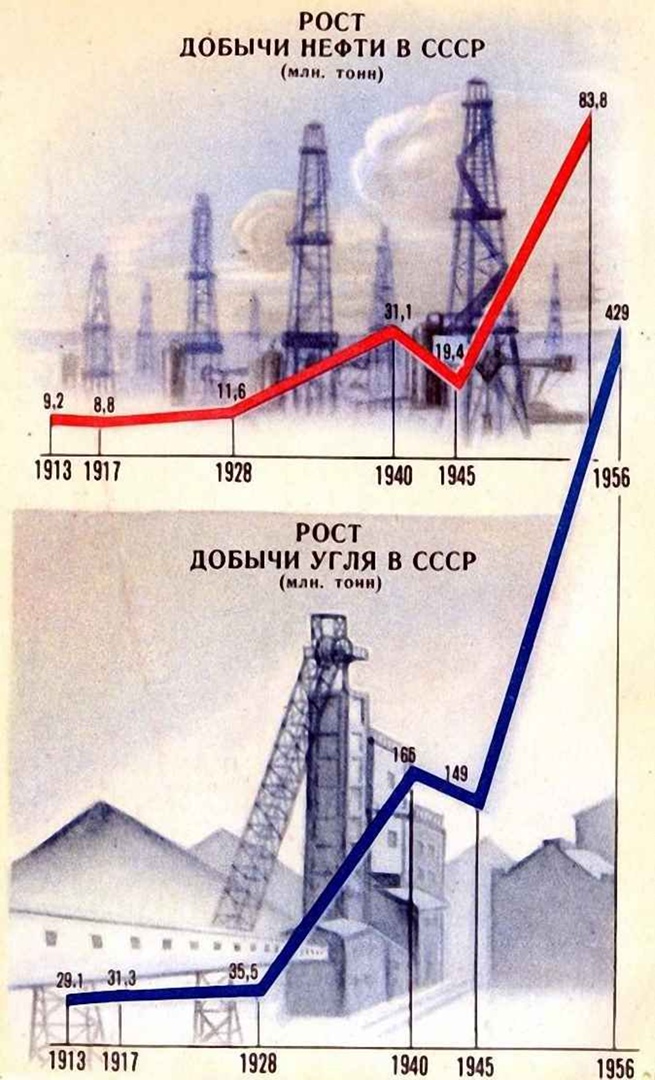 РОСТ
ДОБЫЧИ НЕФТИ В СССР
(млн. тонн)
83,8
429
31,1
19,4
11,6
9,2 8,8
1913 1917 1928 1940 1945 1956
РОСТ
ДОБЫЧИ УГЛЯ В СССР
(млн. тонн)
166 149
29.1 31,3 35,5
1913 1917 1928 1940 1945 1956